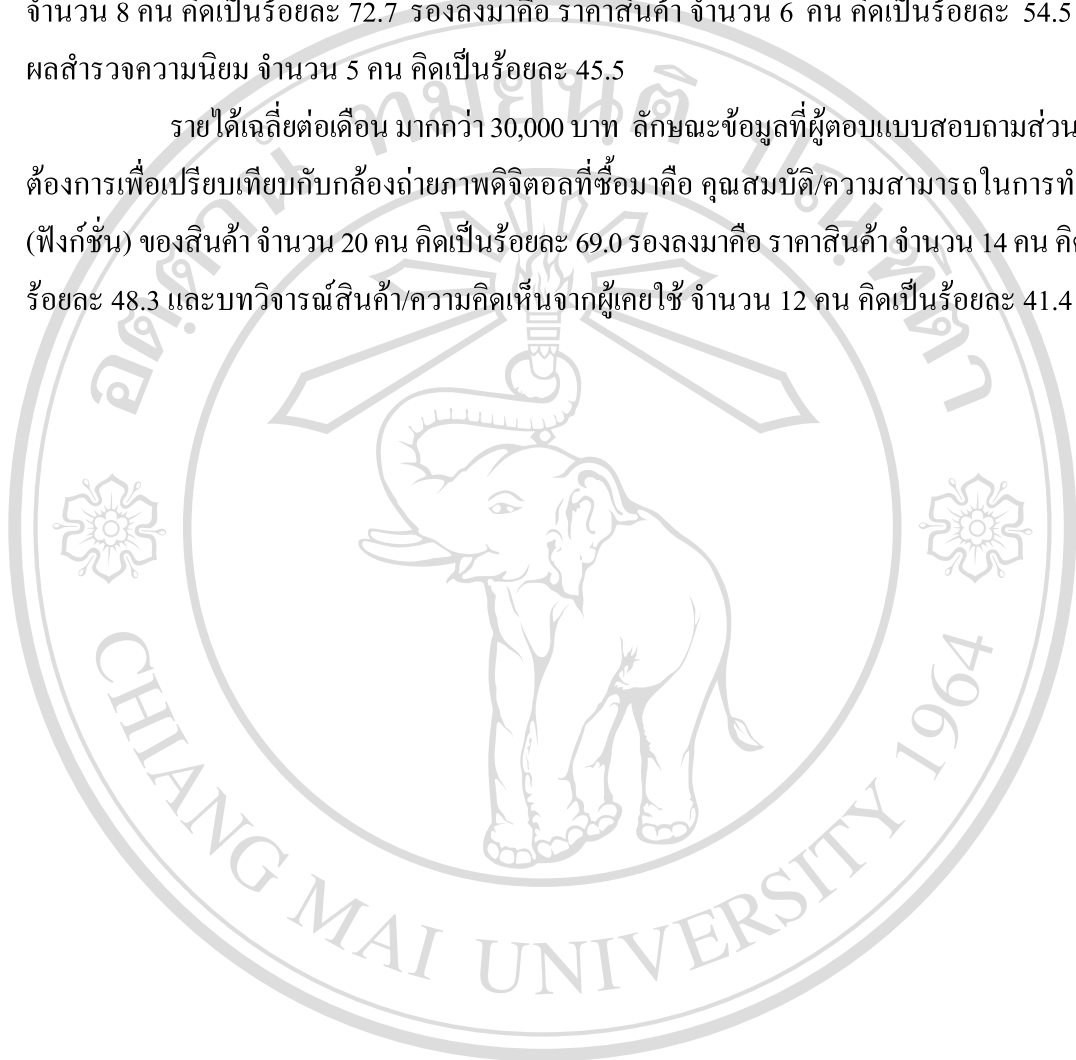 จำนวน 8 คน คิดเป็นร้อยละ 72.7 รองลงมาคือ ราคาสินค้า จำนวน 6 คน คิดเป็นร้อยละ 54.5
ผลสำรวจความนิยม จำนวน 5 คน คิดเป็นร้อยละ 45.5
รายได้เฉลี่ยต่อเดือน มากกว่า 30,000 บาท ลักษณะข้อมูลที่ผู้ตอบแบบสอบถามส่วน
ต้องการเพื่อเปรียบเทียบกับกล้องถ่ายภาพดิจิตอลที่ซื้อมาคือ คุณสมบัติ/ความสามารถในการทำ
(ฟังก์ชั่น) ของสินค้า จำนวน 20 คน คิดเป็นร้อยละ 69.0 รองลงมาคือ ราคาสินค้า จำนวน 14 คน คิ
ร้อยละ 48.3 และบทวิจารณ์สินค้า/ความคิดเห็นจากผู้เคยใช้ จำนวน 12 คน คิดเป็นร้อยละ 41.4
อตฺตานํ ทมยนฺติ ปณฺฑิตา
CHIANG MAI UNIVERSITY 1964